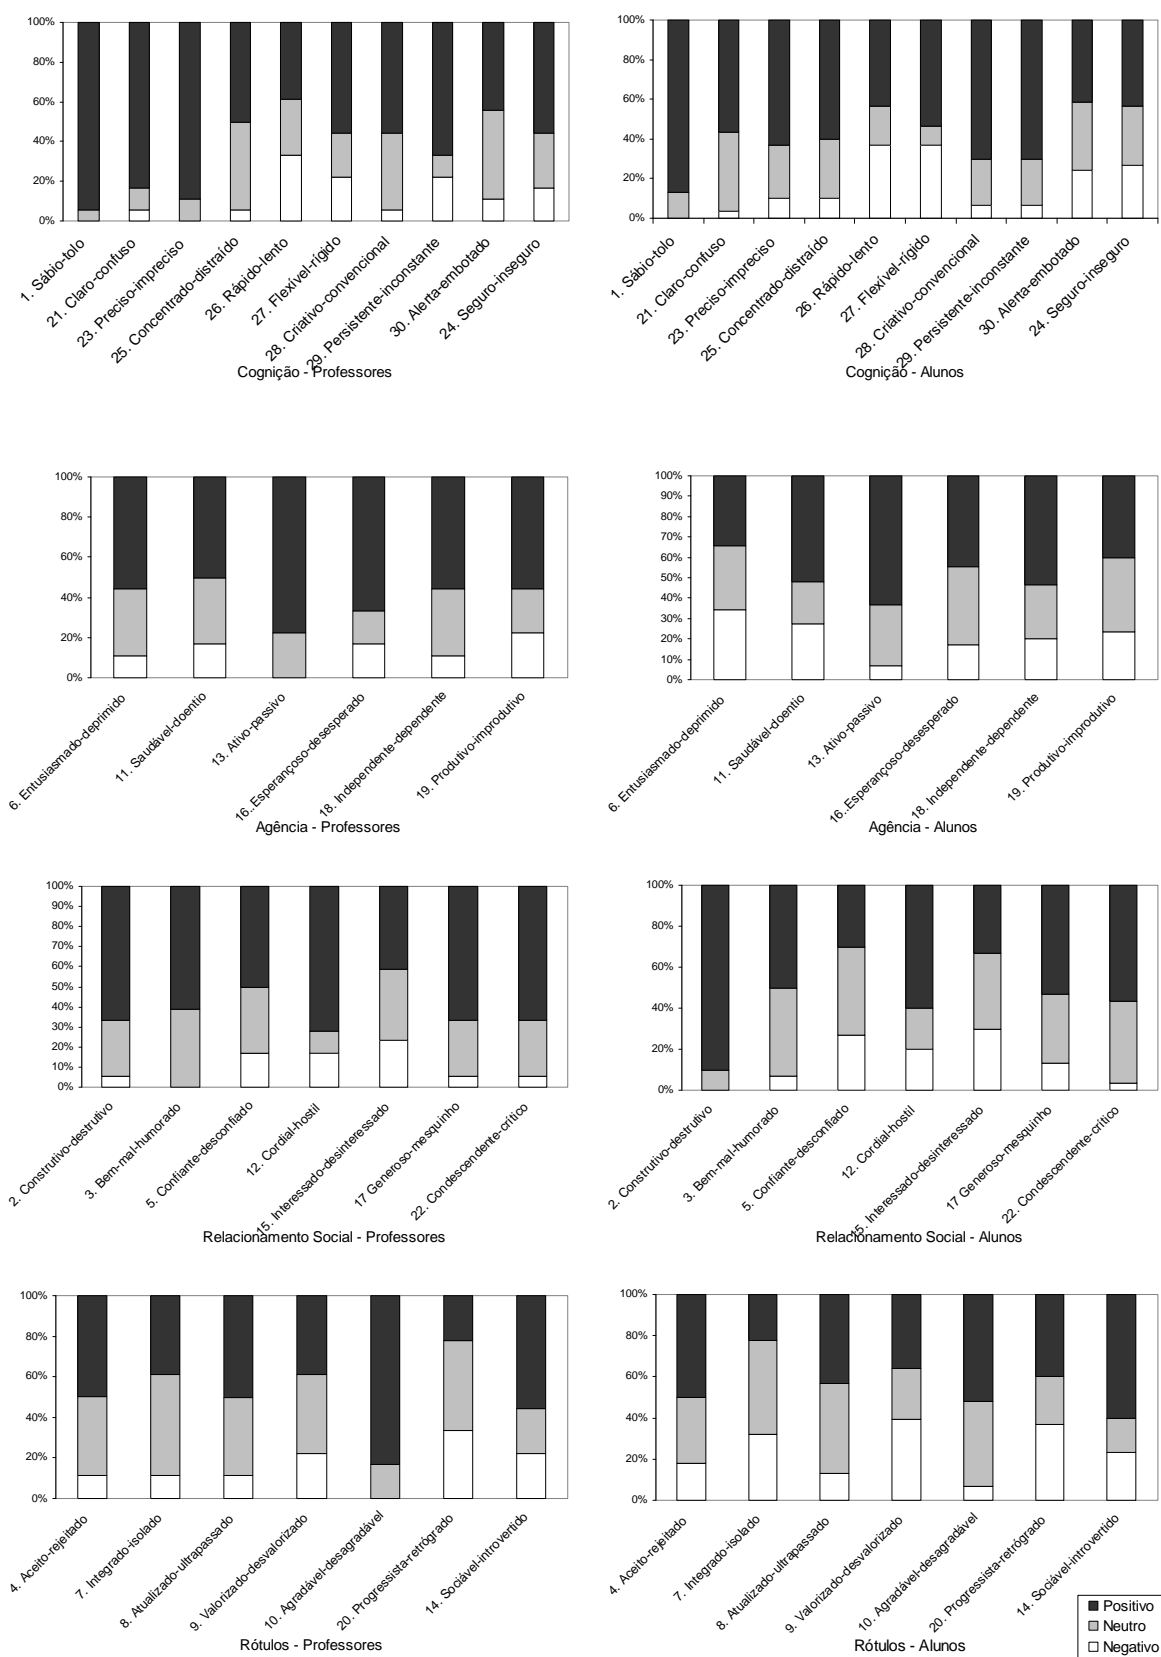 100%
80%
60%
40%
20%
0%
1. Sábio-tolo
21. Claro-confuso
23. Preciso-impreciso
25. Concentrado-distraído
26. Rápido-lento
27. Flexível-rígido
28. Criativo-convencional
29. Persistente-inconstante
30. Alerta-embotado
24. Seguro-inseguro
Cognição - Professores
100%
80%
60%
40%
20%
0%
1. Sábio-tolo
21. Claro-confuso
23. Preciso-impreciso
25. Concentrado-distraído
26. Rápido-lento
27. Flexível-rígido
28. Criativo-convencional
29. Persistente-inconstante
30. Alerta-embotado
24. Seguro-inseguro
Cognição - Alunos
100%
80%
60%
40%
20%
0%
6. Entusiasmado-deprimido
11. Saudável-doentio
13. Ativo-passivo
16..Esperançoso-desesperado
18. Independente-dependente
19. Produtivo-improdutivo
Agência - Professores
100%
90%
80%
70%
60%
50%
40%
30%
20%
10%
0%
6. Entusiasmado-deprimido
11. Saudável-doentio
13. Ativo-passivo
16..Esperançoso-desesperado
18. Independente-dependente
19. Produtivo-improdutivo
Agência - Alunos
100%
90%
80%
70%
60%
50%
40%
30%
20%
10%
0%
2. Construtivo-destrutivo
3. Bem-mal-humorado
5. Confiante-desconfiado
12. Cordial-hostil
15. Interessado-desinteressado
17 Generoso-mesquinho
22. Condescendente-crítico
Relacionamento Social - Professores
100%
80%
60%
40%
20%
0%
2. Construtivo-destrutivo
3. Bem-mal-humorado
5. Confiante-desconfiado
12. Cordial-hostil
15. Interessado-desinteressado
17 Generoso-mesquinho
22. Condescendente-crítico
Relacionamento Social - Alunos
100%
80%
60%
40%
20%
0%
4. Aceito-rejeitado
7. Integrado-isolado
8. Atualizado-ultrapassado
9. Valorizado-desvalorizado
10. Agradável-desagradável
20. Progressista-retrógrado
14. Sociável-introvertido
Rótulos - Professores
100%
80%
60%
40%
20%
0%
4. Aceito-rejeitado
7. Integrado-isolado
8. Atualizado-ultrapassado
9. Valorizado-desvalorizado
10. Agradável-desagradável
20. Progressista-retrógrado
14. Sociável-introvertido
Rótulos - Alunos
Positivo
Neutro
Negativo